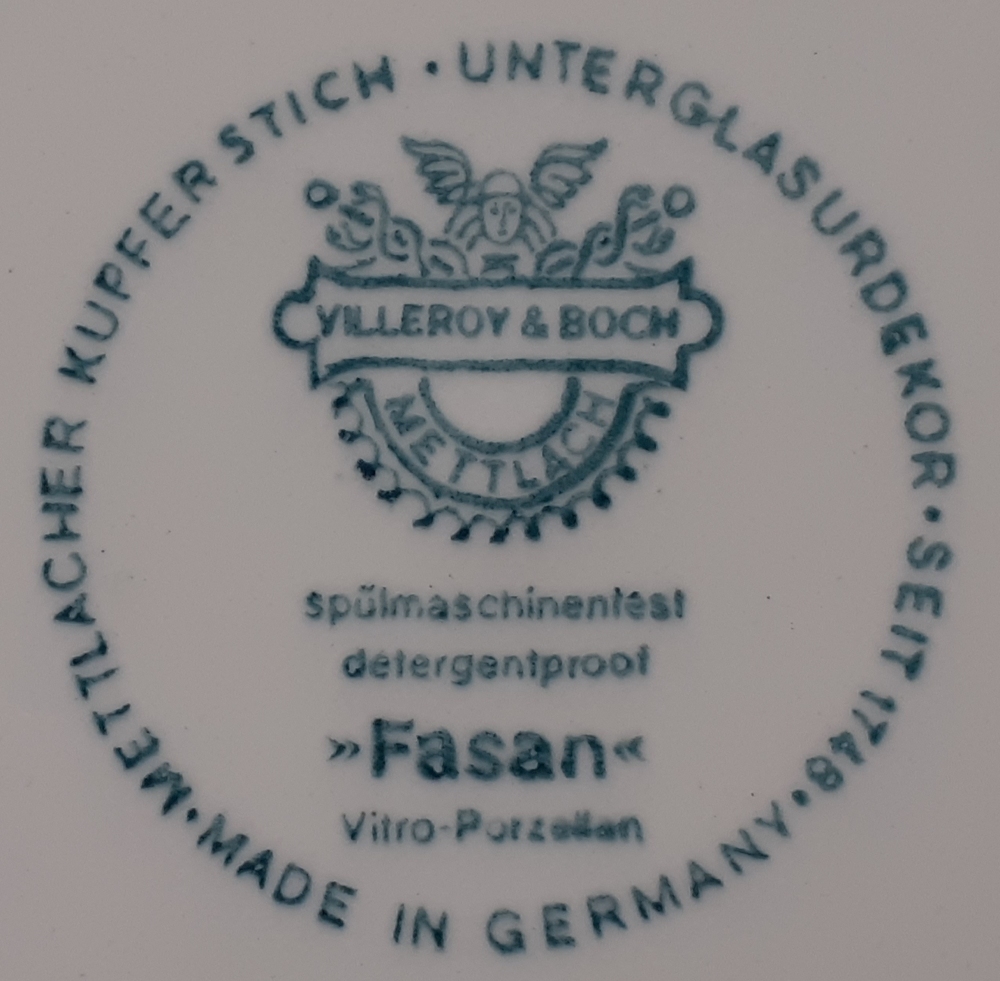 METTLACHER KUPFERSTICH · UNTERGLASURDEKOR · SEIT 1748 · MADE IN GERMANY ·
VILLEROY & BOCH
METTLACH
spülmaschinenfest
detergentproof
»Fasan«
Vitro-Porzellan